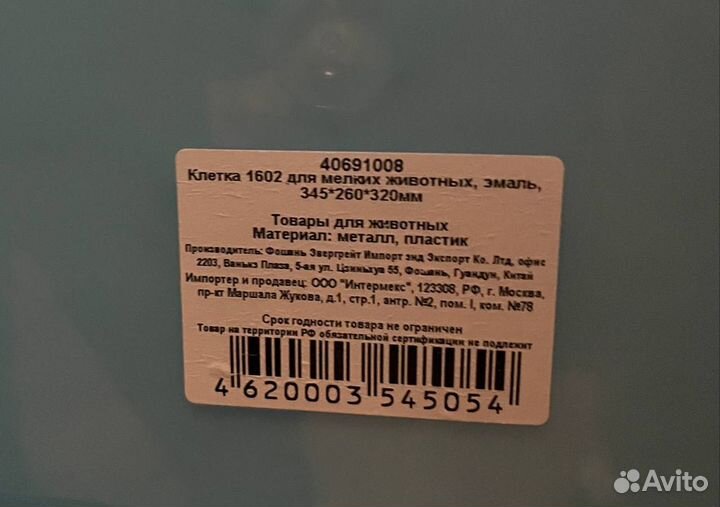 40691008
Клетка 1602 для мелких животных, эмаль,
345*260*320мм
Товары для животных
Материал: металл, пластик
Производитель: Фошань Эвергрейт Импорт энд Экспорт Ко. Лтд, офис
2203, Ванькэ Плаза, 5-ая ул. Цзиньхуа 55, Фошань, Гуандун, Китай
Импортер и продавец: ООО "Интермекс", 123308, РФ, г. Москва,
пр-кт Маршала Жукова, д.1, стр.1, антр. №2, пом. I, ком. №78
Срок годности товара не ограничен
Товар на территории РФ обязательной сертификации не подлежит
4 620003 545054
Avito